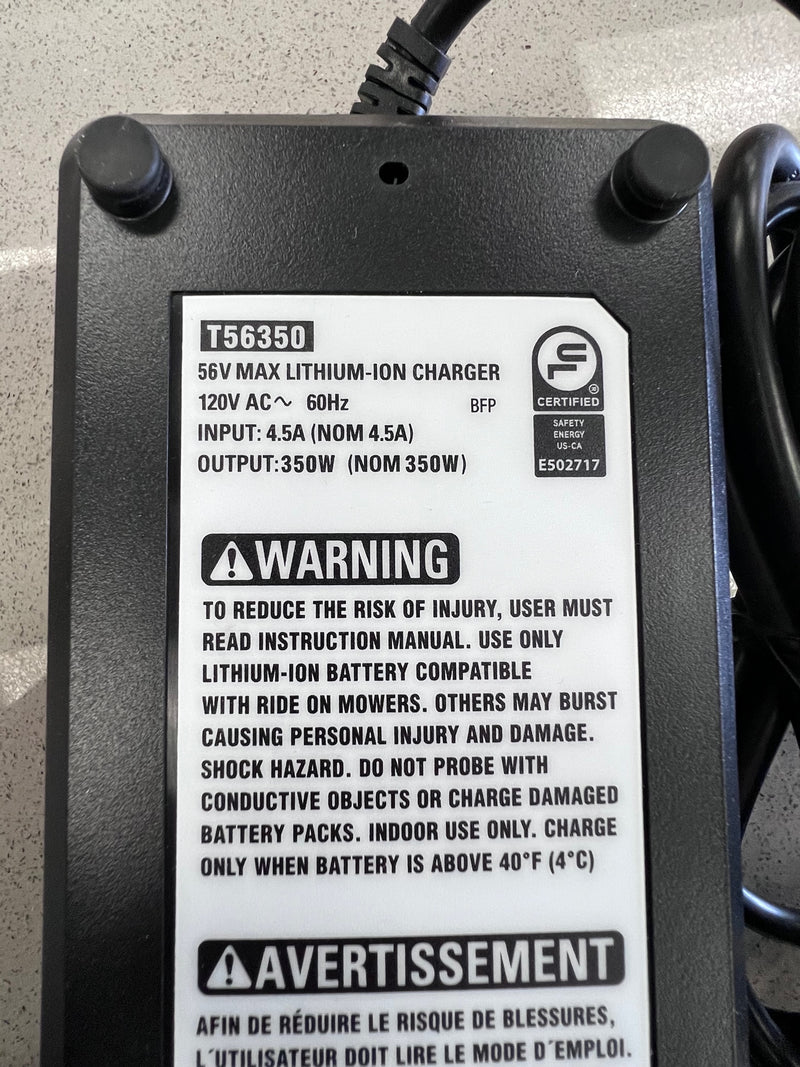 T56350
56V MAX LITHIUM-ION CHARGER
120V AC～ 60Hz BFP
INPUT: 4.5A (NOM 4.5A)
OUTPUT:350W (NOM 350W)
CERTIFIED
SAFETY
ENERGY
US-CA
E502717
WARNING
TO REDUCE THE RISK OF INJURY, USER MUST
READ INSTRUCTION MANUAL. USE ONLY
LITHIUM-ION BATTERY COMPATIBLE
WITH RIDE ON MOWERS. OTHERS MAY BURST
CAUSING PERSONAL INJURY AND DAMAGE.
SHOCK HAZARD. DO NOT PROBE WITH
CONDUCTIVE OBJECTS OR CHARGE DAMAGED
BATTERY PACKS. INDOOR USE ONLY. CHARGE
ONLY WHEN BATTERY IS ABOVE 40°F (4°C)
AVERTISSEMENT
AFIN DE RÉDUIRE LE RISQUE DE BLESSURES,
L´UTILISATEUR DOIT LIRE LE MODE D´EMPLOI.